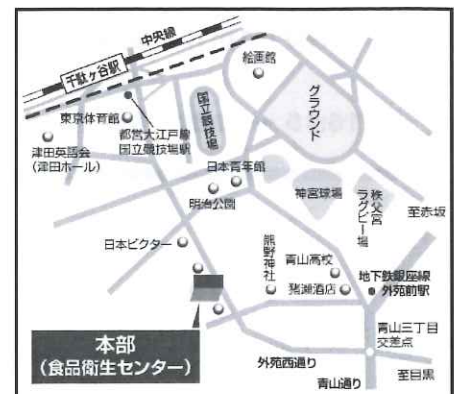 中央線
千駄ヶ谷駅
絵画館
グラウンド
東京体育館
国立競技場
都営大江戸線
国立競技場駅
津田英語会
(津田ホール)
日本青年館
明治公園
神宮球場
秩父宮
ラグビー場
至赤坂
日本ビクター
熊野神社
青山高校
猪瀬酒店
地下鉄銀座線
外苑前駅
本部
(食品衛生センター)
青山三丁目
交差点
外苑西通り
至目黒
青山通り